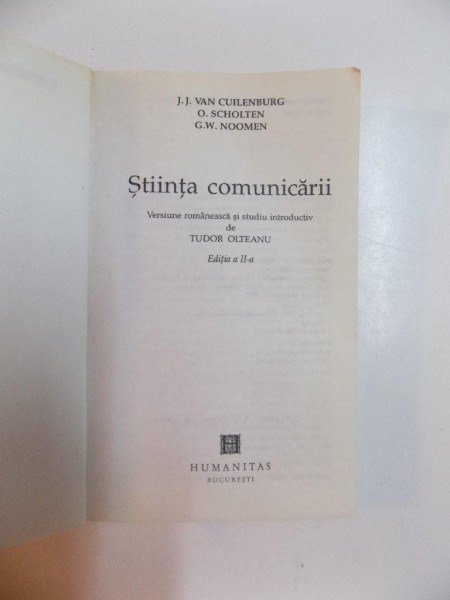 J.J. VAN CUILENBURG
O. SCHOLTEN
G.W. NOOMEN
Știința comunicării
Versiune românească și studiu introductiv
de
TUDOR OLTEANU
Ediția a II-a
H
HUMANITAS
BUCUREȘTI